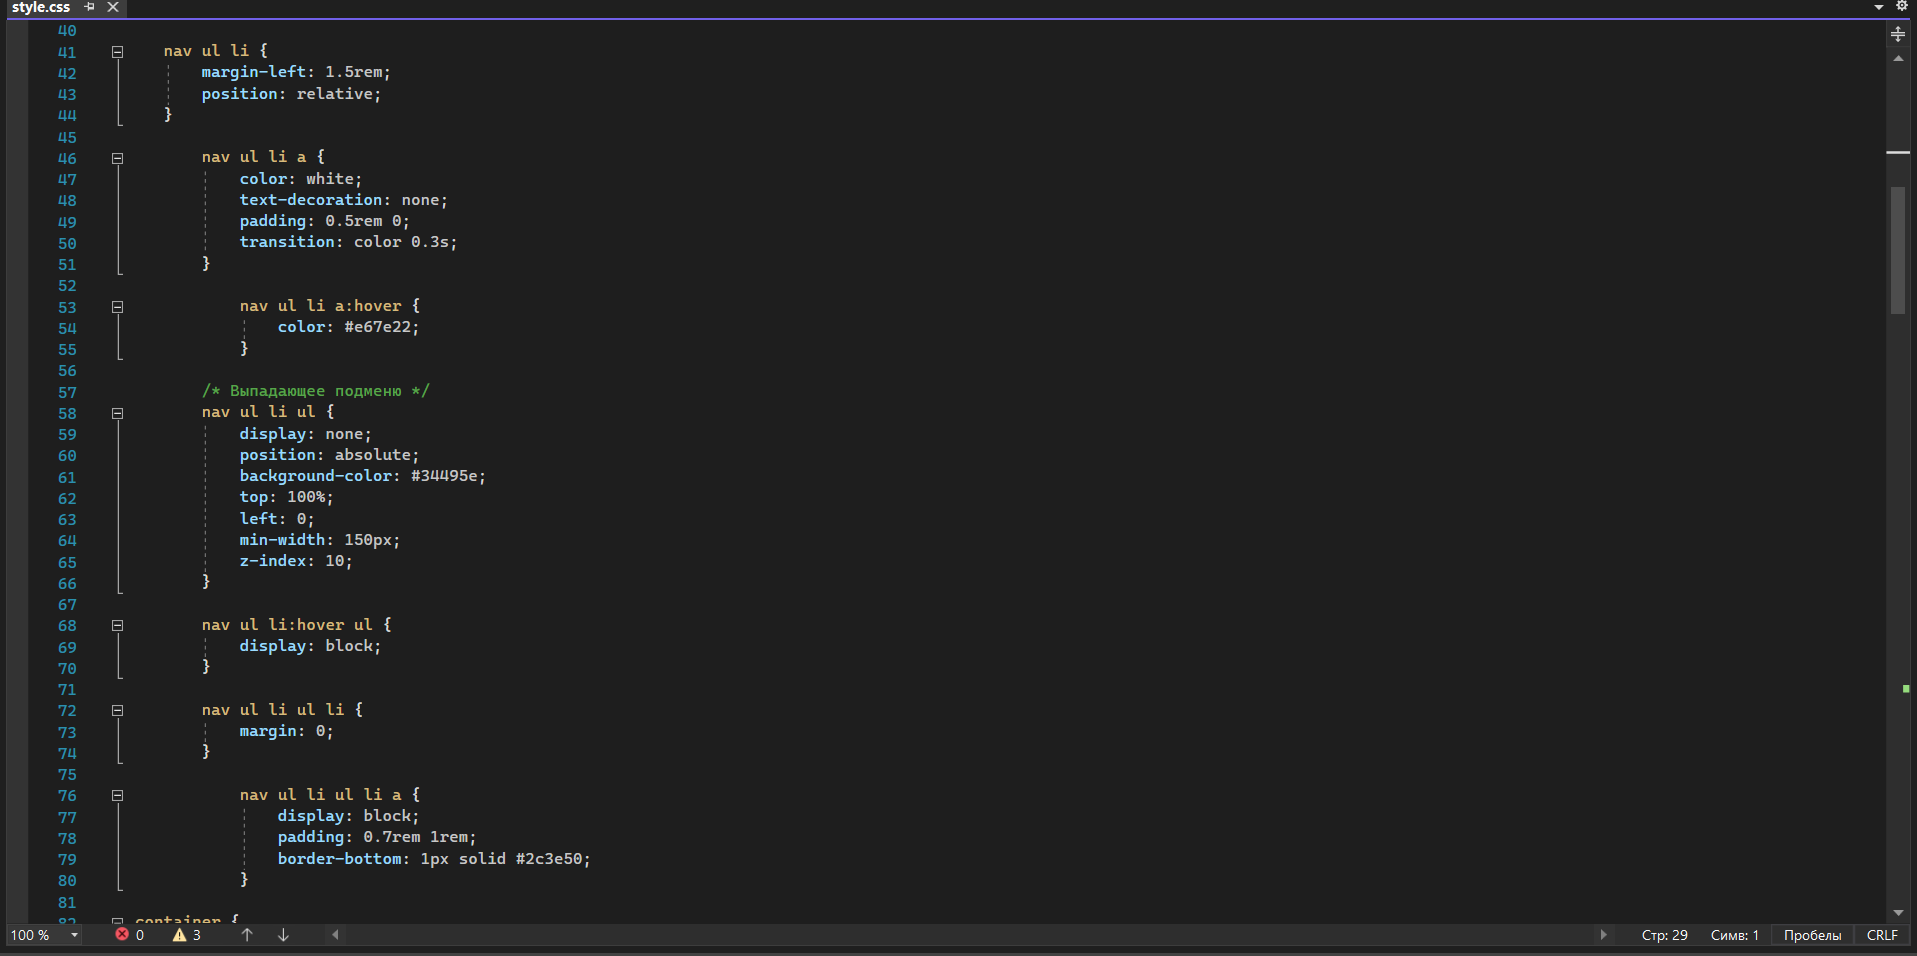 style.css
40
41 nav ul li {
42 margin-left: 1.5rem;
43 position: relative;
44 }
45
46 nav ul li a {
47 color: white;
48 text-decoration: none;
49 padding: 0.5rem 0;
50 transition: color 0.3s;
51 }
52
53 nav ul li a:hover {
54 color: #e67e22;
55 }
56
57 /* Выпадающее подменю */
58 nav ul li ul {
59 display: none;
60 position: absolute;
61 background-color: #34495e;
62 top: 100%;
63 left: 0;
64 min-width: 150px;
65 z-index: 10;
66 }
67
68 nav ul li:hover ul {
69 display: block;
70 }
71
72 nav ul li ul li {
73 margin: 0;
74 }
75
76 nav ul li ul li a {
77 display: block;
78 padding: 0.7rem 1rem;
79 border-bottom: 1px solid #2c3e50;
80 }
81
82 container {
100 % 0 3 Стр: 29 Симв: 1 Пробелы CRLF